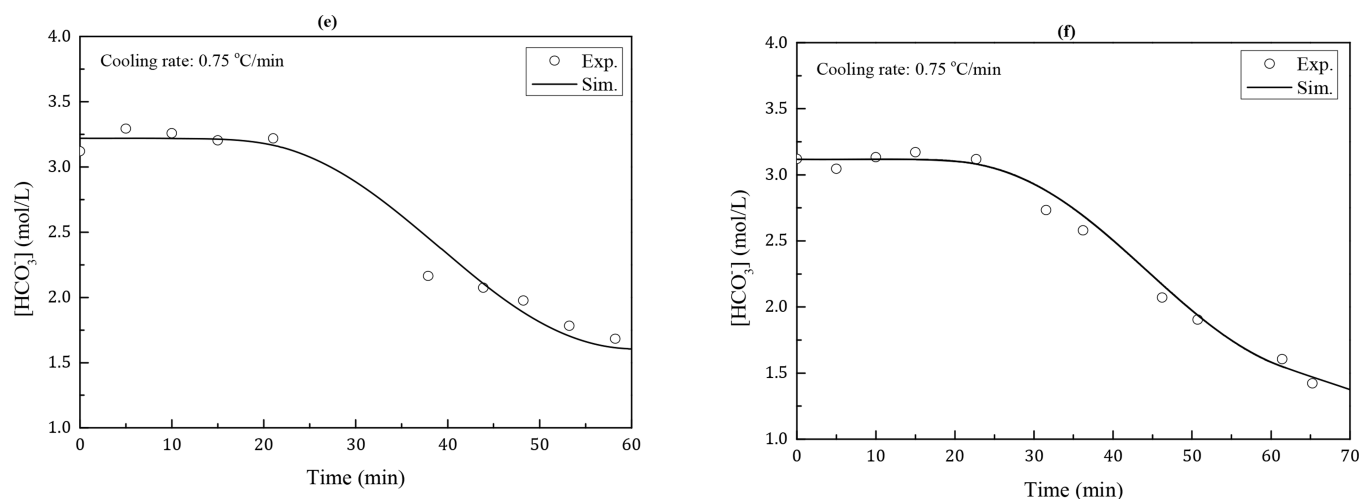 (e)
Cooling rate: 0.75 °C/min
Exp.
Sim.
4.0
3.5
3.0
2.5
2.0
1.5
1.0
[HCO₃⁻] (mol/L)
0 10 20 30 40 50 60
Time (min)
(f)
Cooling rate: 0.75 °C/min
Exp.
Sim.
4.0
3.5
3.0
2.5
2.0
1.5
1.0
[HCO₃⁻] (mol/L)
0 10 20 30 40 50 60 70
Time (min)